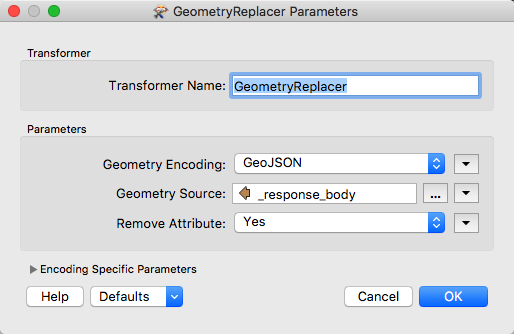 GeometryReplacer Parameters
Transformer
Transformer Name: GeometryReplacer
Parameters
Geometry Encoding: GeoJSON
Geometry Source: _response_body ...
Remove Attribute: Yes
Encoding Specific Parameters
Help Defaults Cancel OK